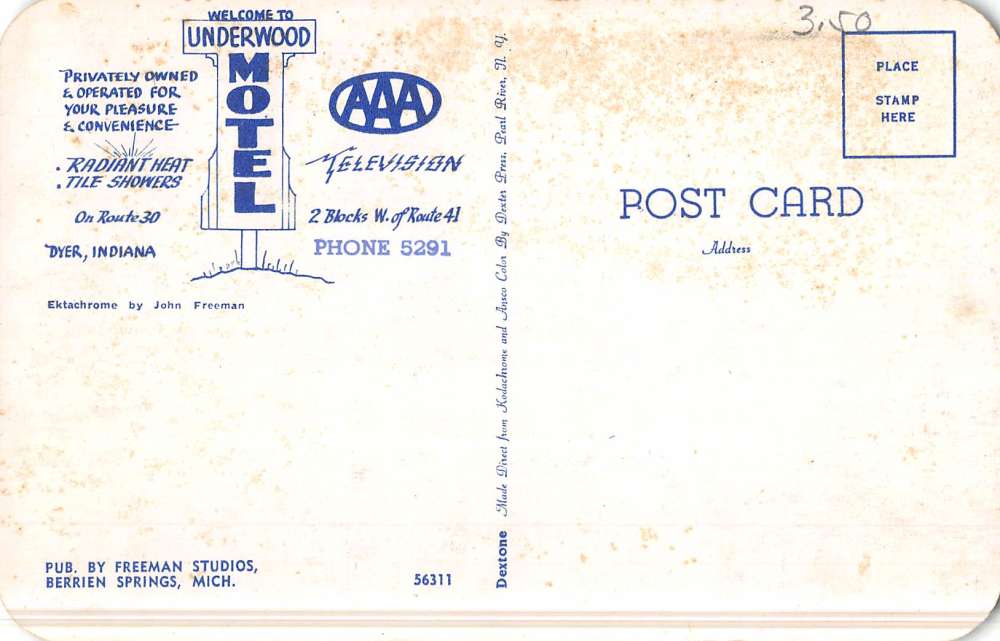 3.50
WELCOME TO
UNDERWOOD
MOTEL
PRIVATELY OWNED
& OPERATED FOR
YOUR PLEASURE
& CONVENIENCE
• RADIANT HEAT
• TILE SHOWERS
On Route 30
DYER, INDIANA
AAA
TELEVISION
2 Blocks W. of Route 41
PHONE 5291
Ektachrome by John Freeman
PUB. BY FREEMAN STUDIOS,
BERRIEN SPRINGS, MICH.
56311
Dextone Made Direct from Kodachrome and Ansco Color By Dexter Press, Pearl River, N. Y.
POST CARD
Address
PLACE
STAMP
HERE